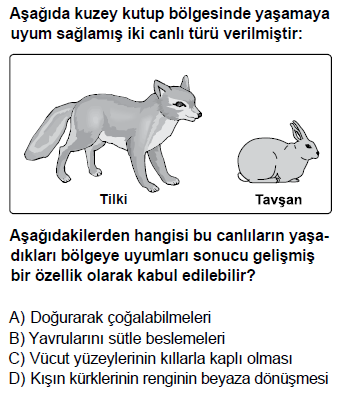 Aşağıda kuzey kutup bölgesinde yaşamaya
uyum sağlamış iki canlı türü verilmiştir:
Tilki
Tavşan
Aşağıdakilerden hangisi bu canlıların yaşa-
dıkları bölgeye uyumları sonucu gelişmiş
bir özellik olarak kabul edilebilir?
A) Doğurarak çoğalabilmeleri
B) Yavrularını sütle beslemeleri
C) Vücut yüzeylerinin kıllarla kaplı olması
D) Kışın kürklerinin renginin beyaza dönüşmesi